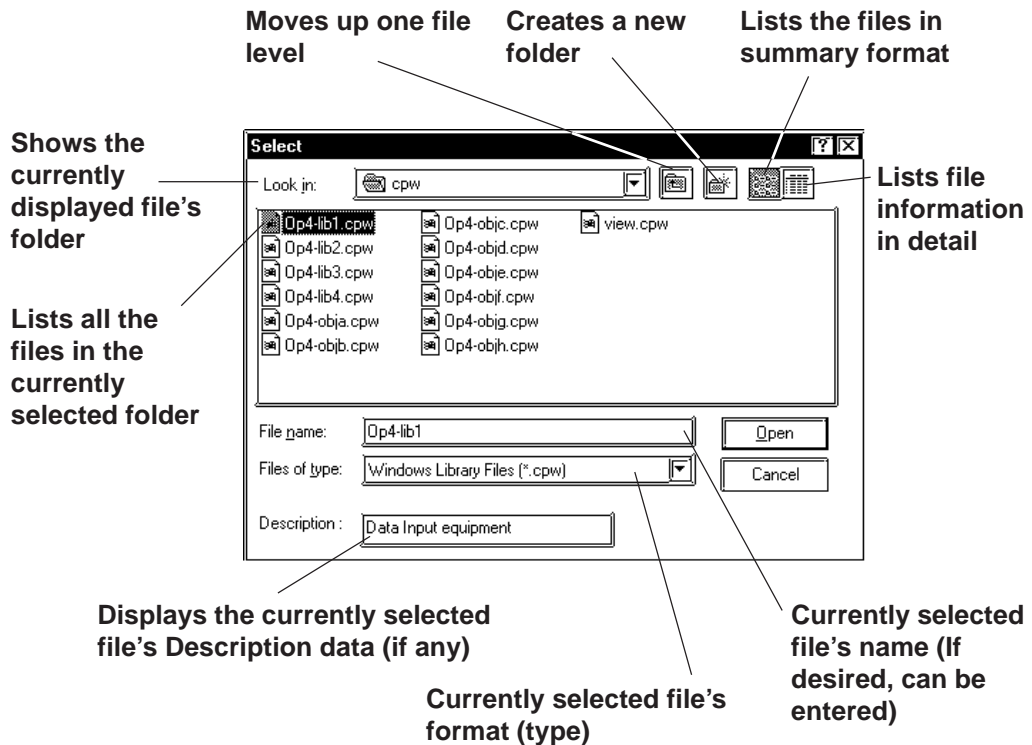 Moves up one file
level
Creates a new
folder
Lists the files in
summary format
Shows the
currently
displayed file's
folder
Select
Look in:
cpw
Lists file
information
in detail
Op4-lib1.cpw
Op4-lib2.cpw
Op4-lib3.cpw
Op4-lib4.cpw
Op4-obja.cpw
Op4-objb.cpw
Op4-objc.cpw
Op4-objd.cpw
Op4-obje.cpw
Op4-objf.cpw
Op4-objg.cpw
Op4-objh.cpw
view.cpw
Lists all the
files in the
currently
selected folder
File name:
Op4-lib1
Open
Files of type:
Windows Library Files (*.cpw)
Cancel
Description :
Data Input equipment
Displays the currently selected
file’s Description data (if any)
Currently selected
file's name (If
desired, can be
entered)
Currently selected file's
format (type)